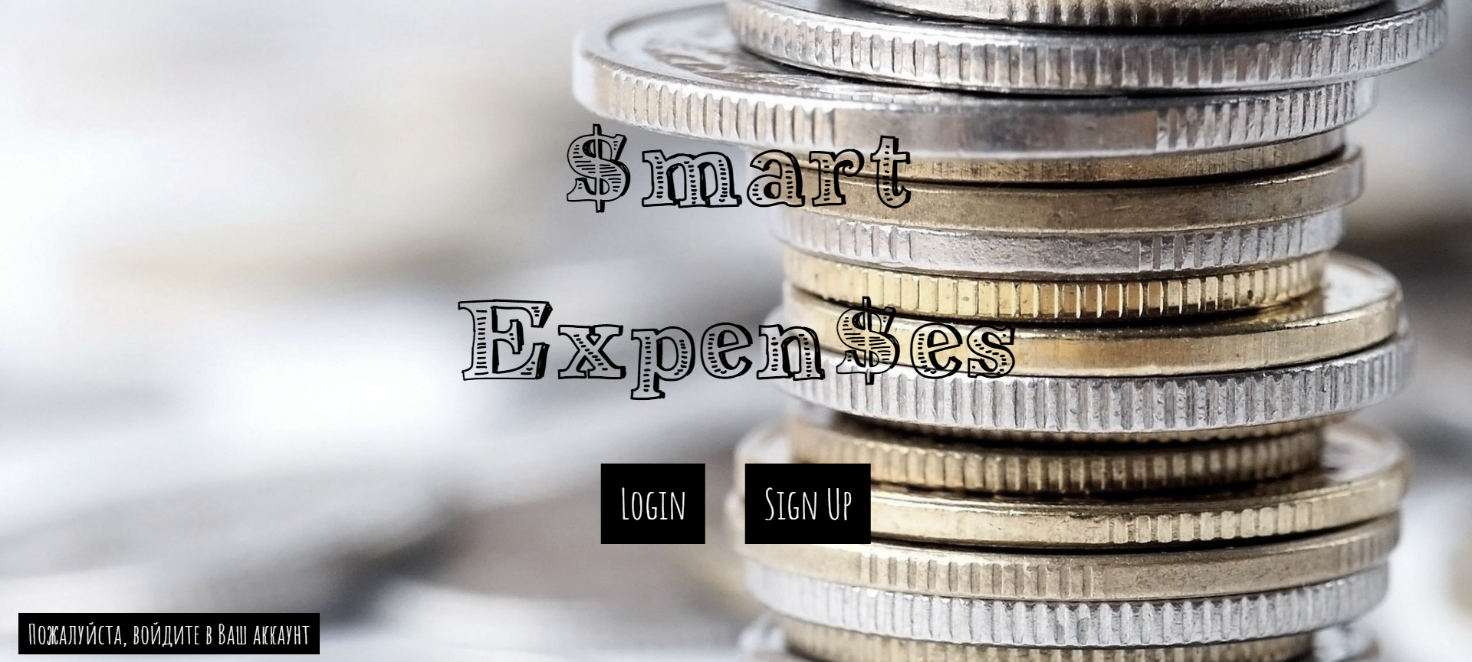 $mart
Expen$es
Login
Sign Up
Пожалуйста, войдите в Ваш аккаунт